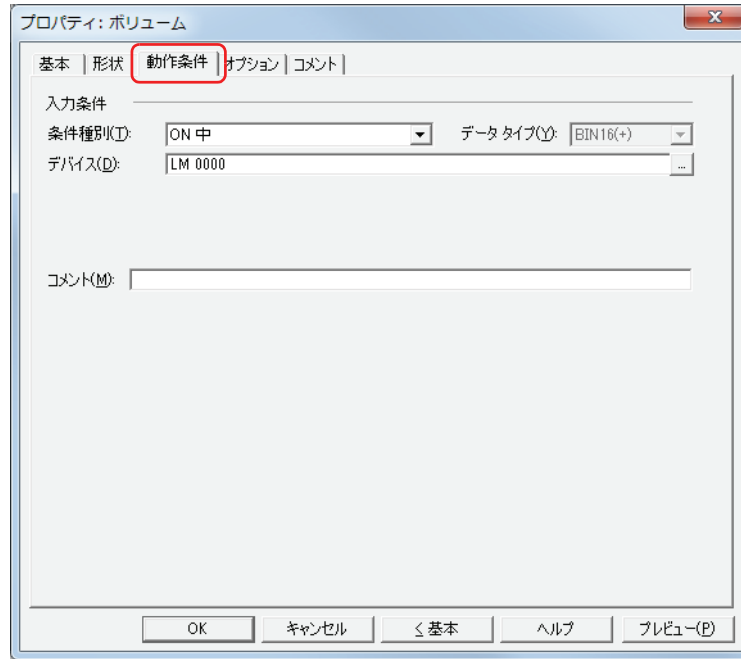 プロパティ: ボリューム
基本 形状 動作条件 オプション コメント
入力条件
条件種別(T): ON 中 データ タイプ(Y): BIN16(+)
デバイス(D): LM 0000 ...
コメント(M):
OK キャンセル < 基本 ヘルプ プレビュー(P)